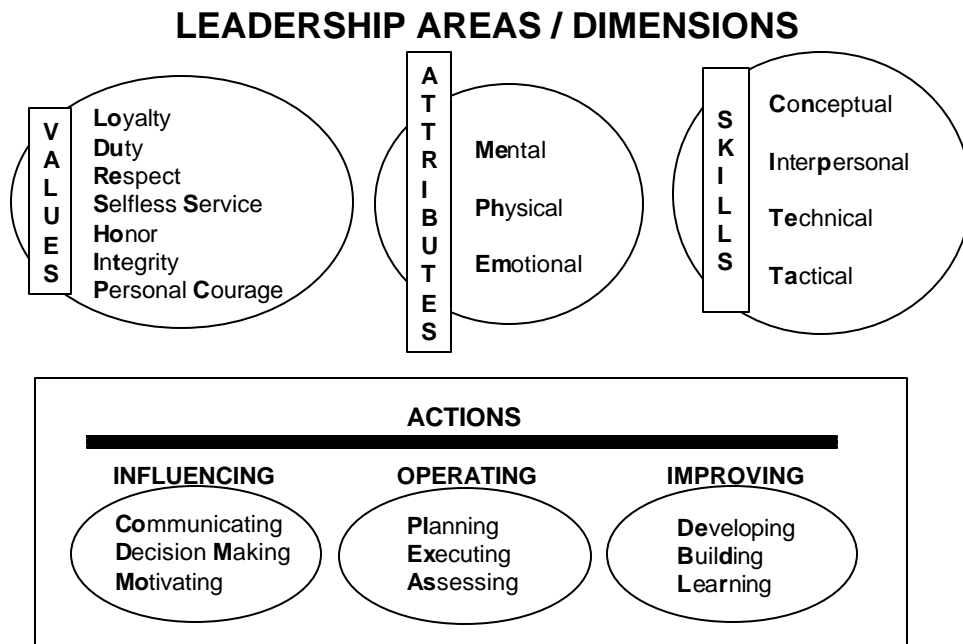 LEADERSHIP AREAS / DIMENSIONS
VALUES
Loyalty
Duty
Respect
Selfless Service
Honor
Integrity
Personal Courage
ATTRIBUTES
Mental
Physical
Emotional
SKILLS
Conceptual
Interpersonal
Technical
Tactical
ACTIONS
INFLUENCING
Communicating
Decision Making
Motivating
OPERATING
Planning
Executing
Assessing
IMPROVING
Developing
Building
Learning